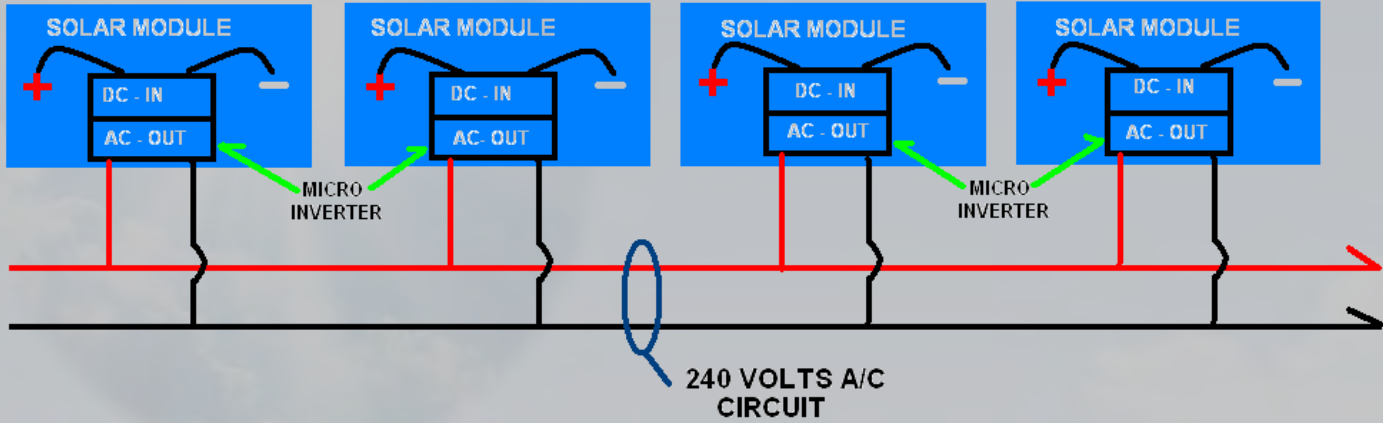 SOLAR MODULE
+
−
DC - IN
AC - OUT
SOLAR MODULE
+
−
DC - IN
AC - OUT
SOLAR MODULE
+
−
DC - IN
AC - OUT
SOLAR MODULE
+
−
DC - IN
AC - OUT
MICRO
INVERTER
MICRO
INVERTER
240 VOLTS A/C
CIRCUIT